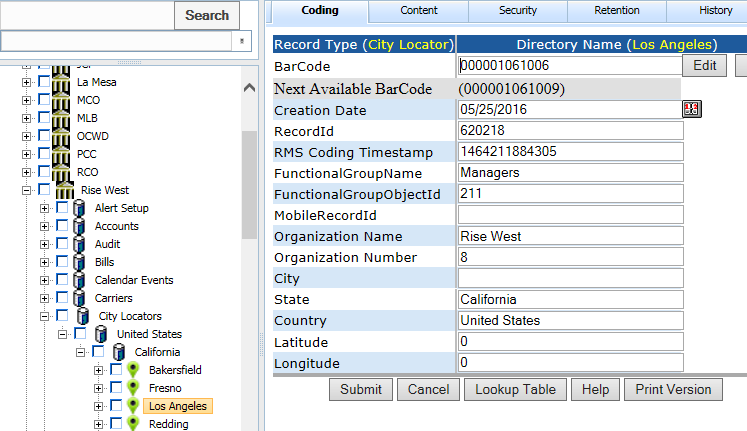 Search
JCF
La Mesa
MCO
MLB
OCWD
PCC
RCO
Rise West
Alert Setup
Accounts
Audit
Bills
Calendar Events
Carriers
City Locators
United States
California
Bakersfield
Fresno
Los Angeles
Redding
Coding Content Security Retention History
Record Type (City Locator) Directory Name (Los Angeles)
BarCode 000001061006 Edit
Next Available BarCode (000001061009)
Creation Date 05/25/2016
RecordId 620218
RMS Coding Timestamp 1464211884305
FunctionalGroupName Managers
FunctionalGroupObjectId 211
MobileRecordId
Organization Name Rise West
Organization Number 8
City
State California
Country United States
Latitude 0
Longitude 0
Submit Cancel Lookup Table Help Print Version